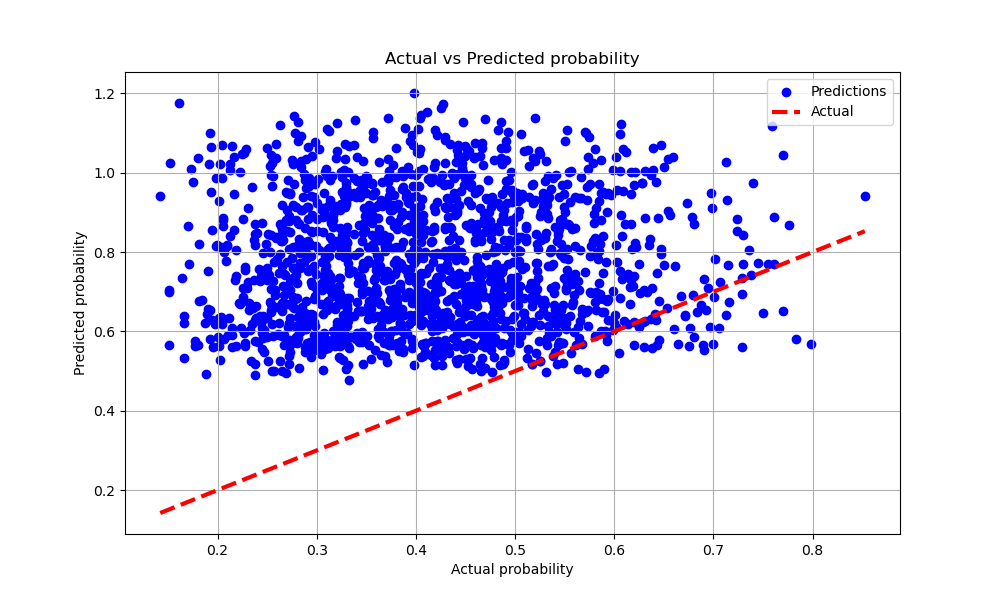 Actual vs Predicted probability
Predictions
Actual
1.2
1.0
0.8
0.6
0.4
0.2
Predicted probability
0.2 0.3 0.4 0.5 0.6 0.7 0.8
Actual probability